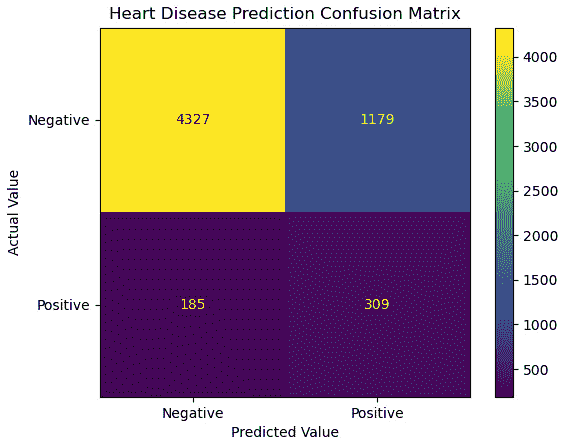 Heart Disease Prediction Confusion Matrix
Actual Value
Negative
4327
1179
Positive
185
309
Negative
Positive
Predicted Value
4000
3500
3000
2500
2000
1500
1000
500